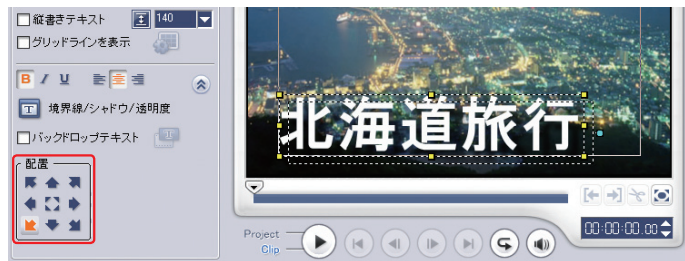 縦書きテキスト 140
グリッドラインを表示
B I U
境界線/シャドウ/透明度
バックドロップテキスト
配置
北海道旅行
Project
Clip
00:00:00.00